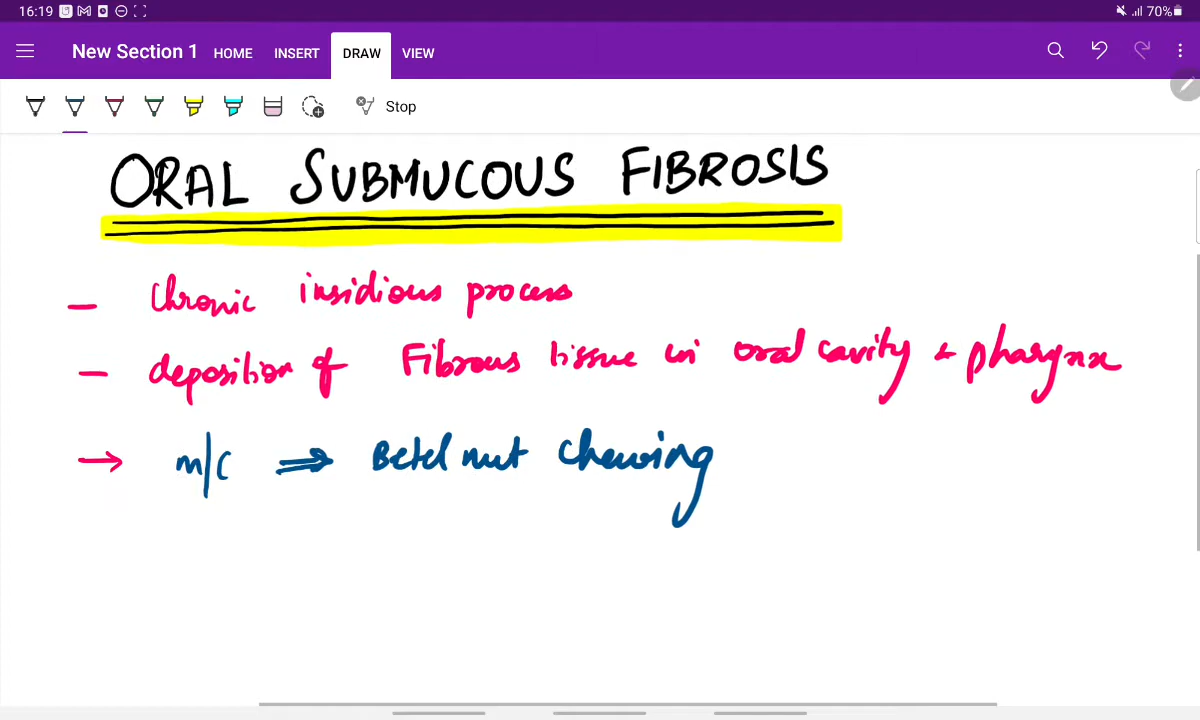 16:19 70%
New Section 1 HOME INSERT DRAW VIEW
Stop
ORAL SUBMUCOUS FIBROSIS
- Chronic insidious process
- deposition of Fibrous tissue in oral cavity + pharynx
→ m/c ⇒ Betel nut chewing